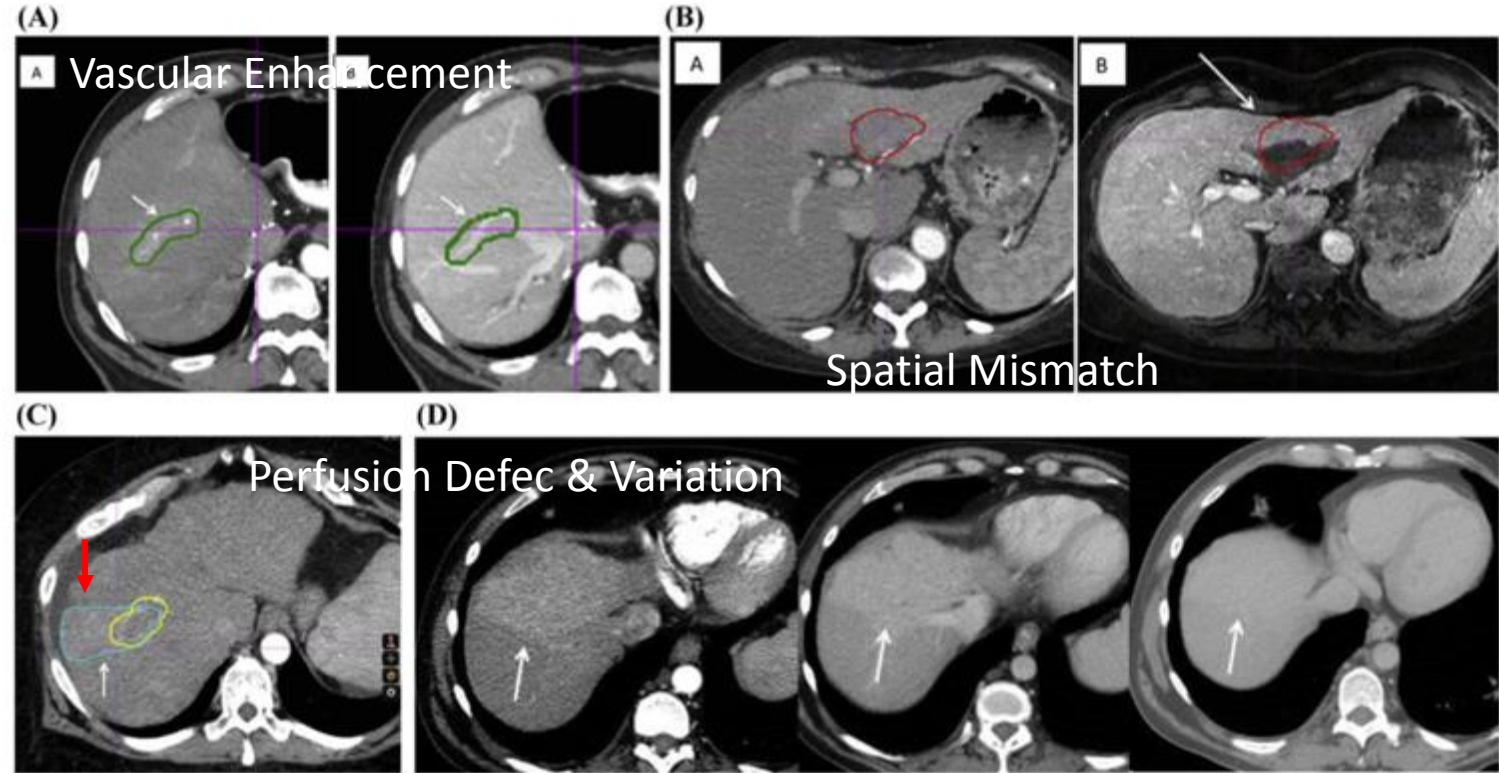 (A)
(B)
A Vascular Enhancement
A
B
Spatial Mismatch
(C)
(D)
Perfusion Defec & Variation